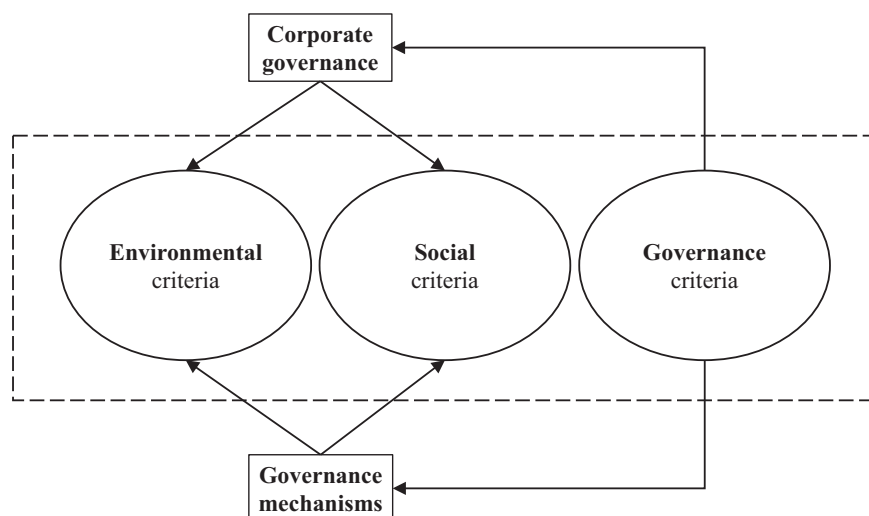 Corporate
governance
Environmental
criteria
Social
criteria
Governance
criteria
Governance
mechanisms